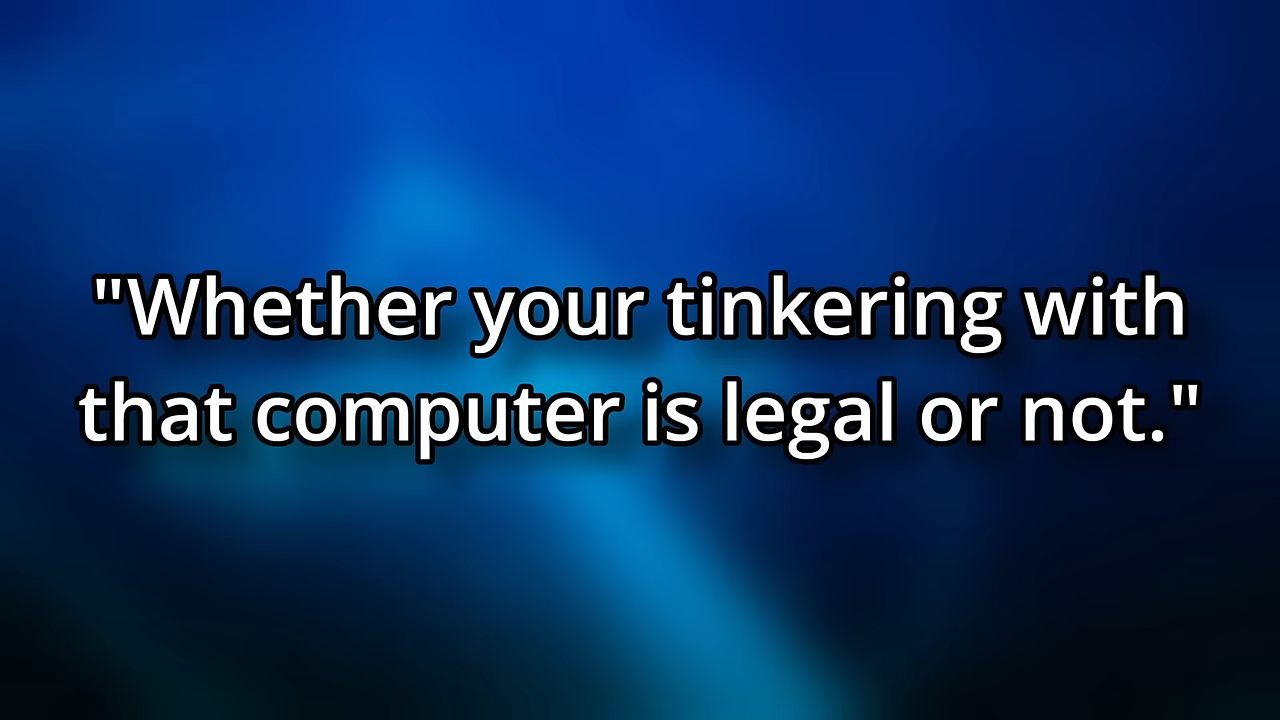 "Whether your tinkering with
that computer is legal or not."